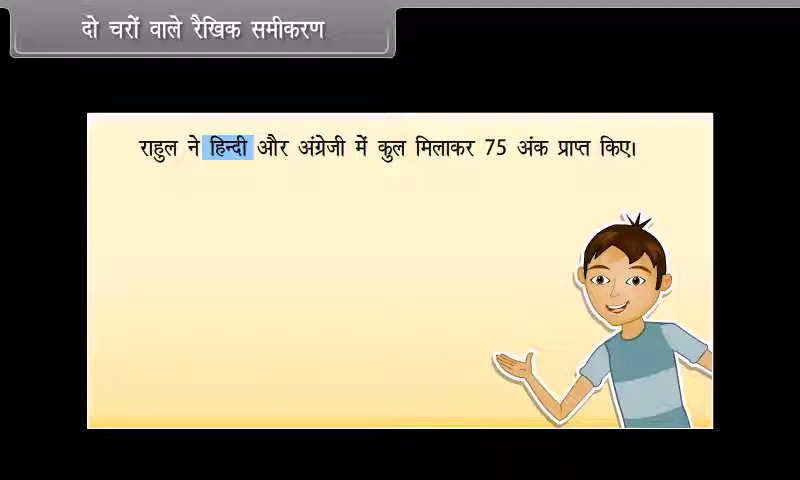 दो चरों वाले रैखिक समीकरण
राहुल ने हिन्दी और अंग्रेजी में कुल मिलाकर 75 अंक प्राप्त किए।